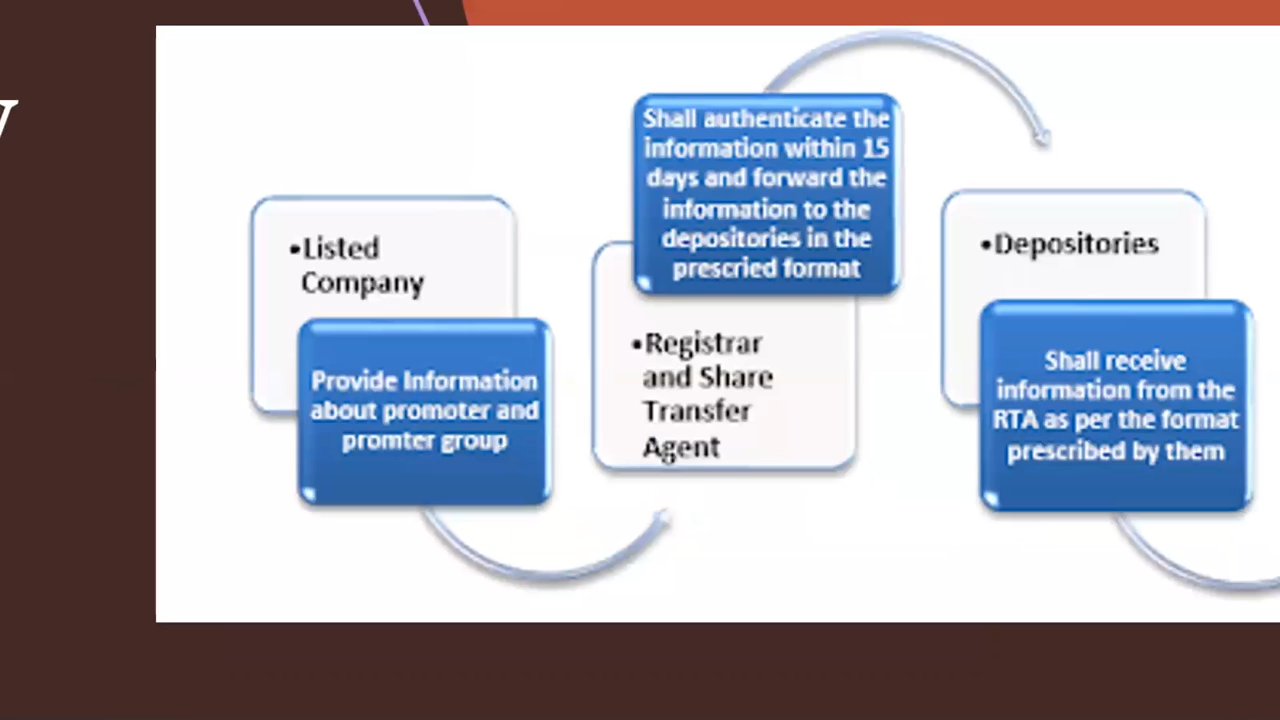 y
•Listed
Company
Provide Information
about promoter and
promter group
Shall authenticate the
information within 15
days and forward the
information to the
depositories in the
prescried format
•Registrar
and Share
Transfer
Agent
•Depositories
Shall receive
information from the
RTA as per the format
prescribed by them